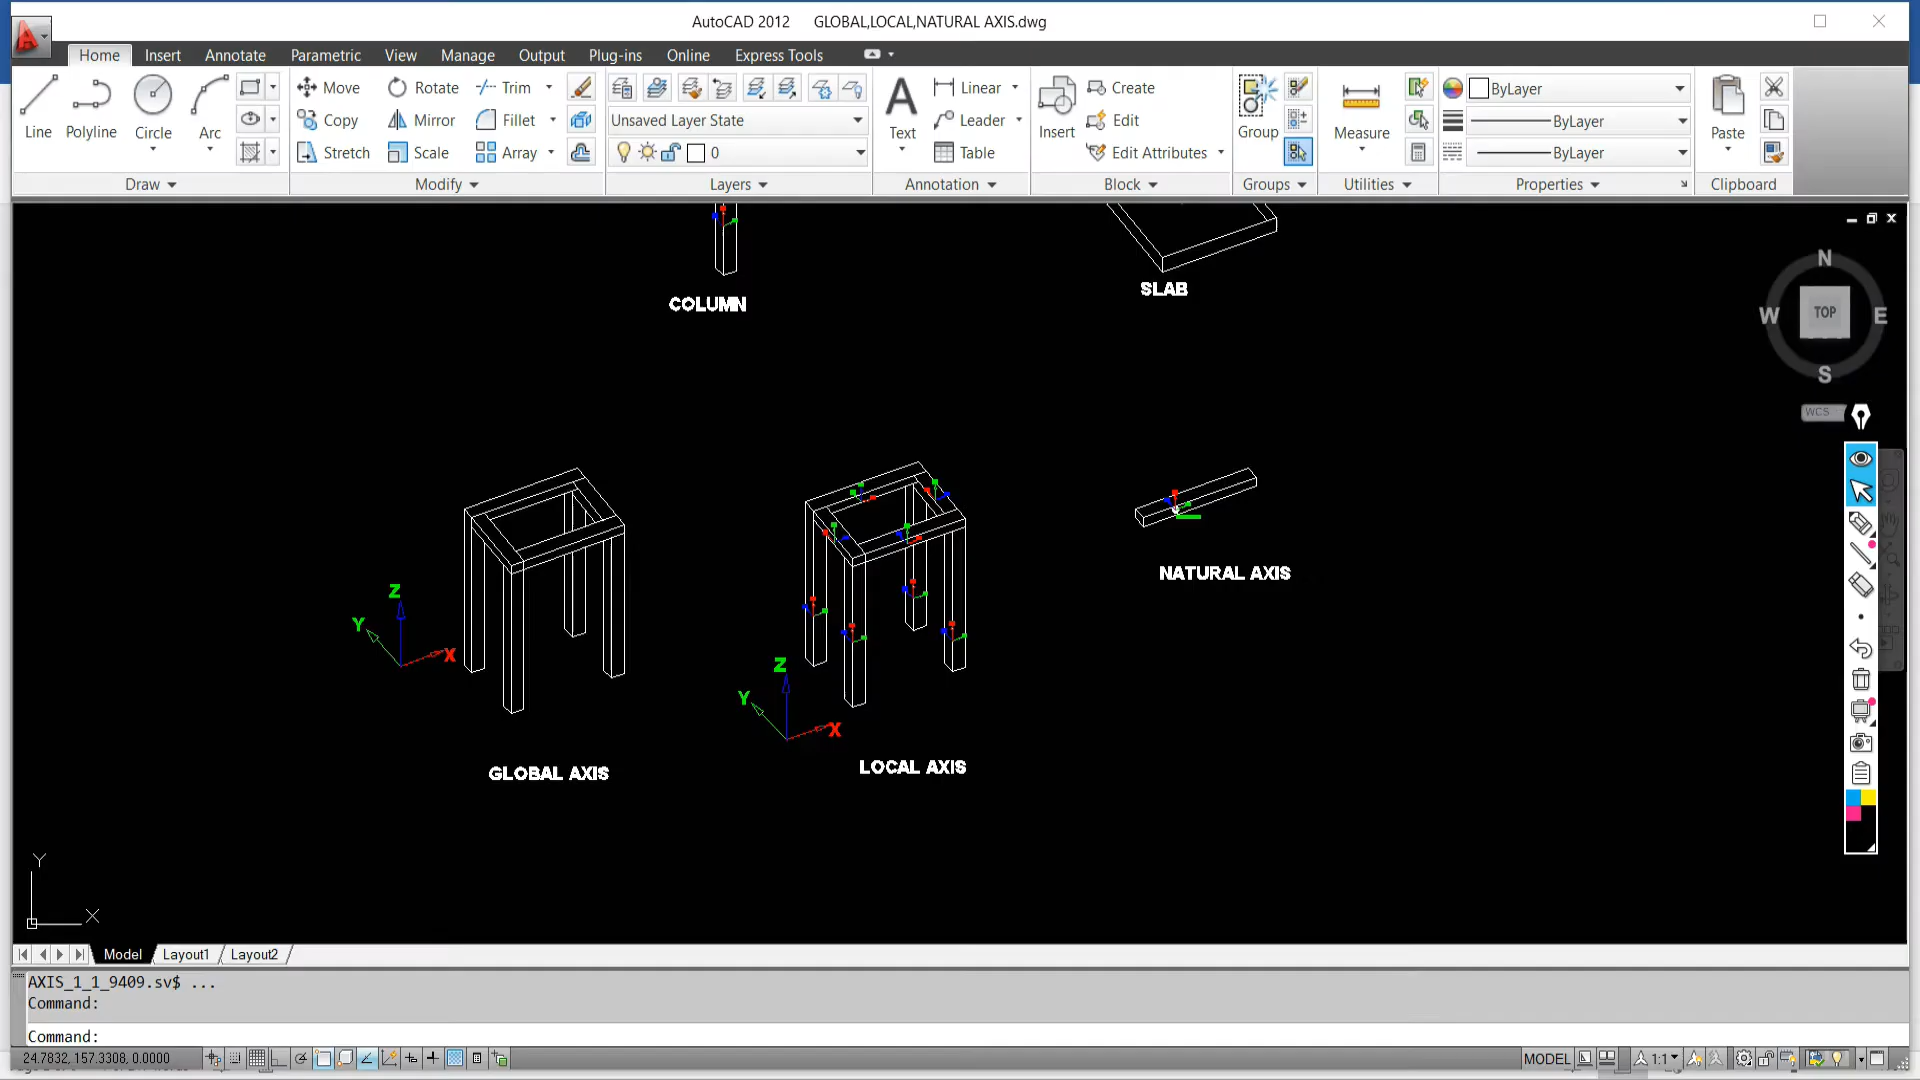 AutoCAD 2012 GLOBAL,LOCAL,NATURAL AXIS.dwg
Home Insert Annotate Parametric View Manage Output Plug-ins Online Express Tools
Line Polyline Circle Arc
Move Rotate Trim
Copy Mirror Fillet
Stretch Scale Array
Unsaved Layer State
0
Text
Linear
Leader
Table
Insert
Create
Edit
Edit Attributes
Group
Measure
ByLayer
ByLayer
ByLayer
Paste
Draw Modify Layers Annotation Block Groups Utilities Properties Clipboard
COLUMN
SLAB
N
W TOP E
S
WCS
Z
Y
X
GLOBAL AXIS
Z
Y
X
LOCAL AXIS
NATURAL AXIS
Y
X
Model Layout1 Layout2
AXIS_1_1_9409.sv$ ...
Command:
Command:
24.7832, 157.3308, 0.0000
MODEL 1:1